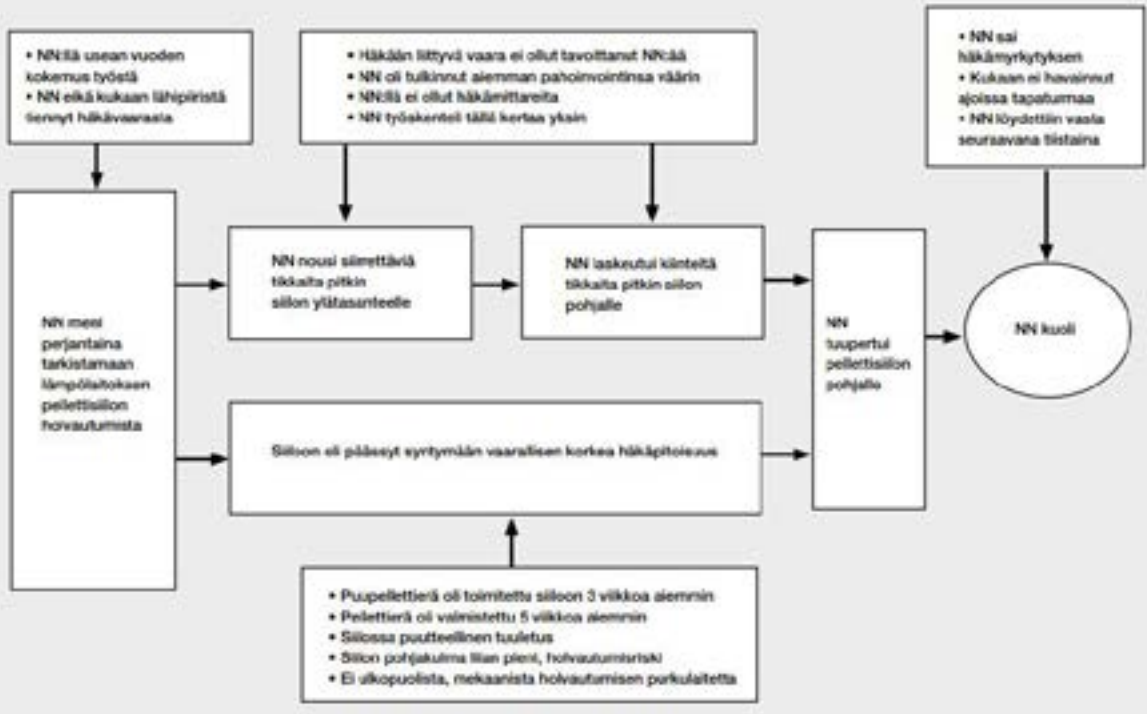 • NN:llä usean vuoden
kokemus työstä
• NN eikä kukaan lähipiiristä
tiennyt häkävaarasta
• Häkään liittyvä vaara ei ollut tavoittanut NN:ää
• NN oli tulkinnut aiemman pahoinvointinsa väärin
• NN:llä ei ollut häkämittareita
• NN työskenteli tällä kertaa yksin
• NN sai
häkämyrkytyksen
• Kukaan ei havainnut
ajoissa tapaturmaa
• NN löydettiin vasta
seuraavana tiistaina
NN meni
perjantaina
tarkistamaan
lämpölaitoksen
pellettisiilon
holvautumista
NN nousi siirrettäviä
tikkaita pitkin
siilon ylätasanteelle
NN laskeutui kiinteitä
tikkaita pitkin siilon
pohjalle
NN
tuupertui
pellettisiilon
pohjalle
NN kuoli
Siiloon oli päässyt syntymään vaarallisen korkea häkäpitoisuus
• Puupellettierä oli toimitettu siiloon 3 viikkoa aiemmin
• Pellettierä oli valmistettu 5 viikkoa aiemmin
• Siilossa puutteellinen tuuletus
• Siilon pohjakulma liian pieni, holvautumisriski
• Ei ulkopuolista, mekaanista holvautumisen purkulaitetta